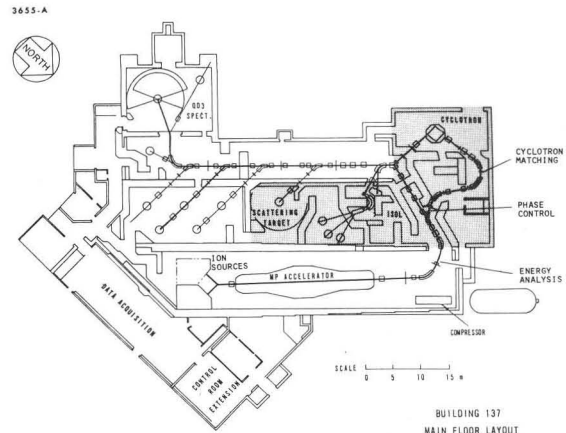 3655-A
NORTH
QD3
SPECT.
CYCLOTRON
CYCLOTRON
MATCHING
PHASE
CONTROL
SCATTERING
TARGET
ISOL
ION
SOURCES
MP ACCELERATOR
ENERGY
ANALYSIS
DATA ACQUISITION
COMPRESSOR
CONTROL
ROOM
EXTENSION
SCALE
0 5 10 15 m
BUILDING 137
MAIN FLOOR LAYOUT